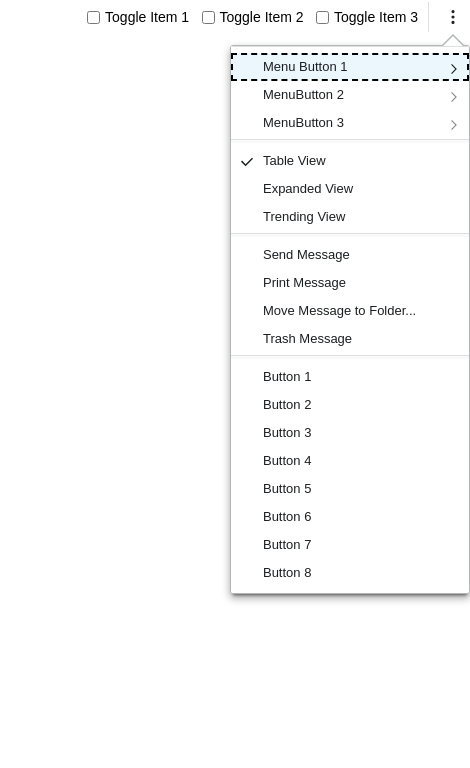 Toggle Item 1 Toggle Item 2 Toggle Item 3
Menu Button 1
MenuButton 2
MenuButton 3
Table View
Expanded View
Trending View
Send Message
Print Message
Move Message to Folder...
Trash Message
Button 1
Button 2
Button 3
Button 4
Button 5
Button 6
Button 7
Button 8